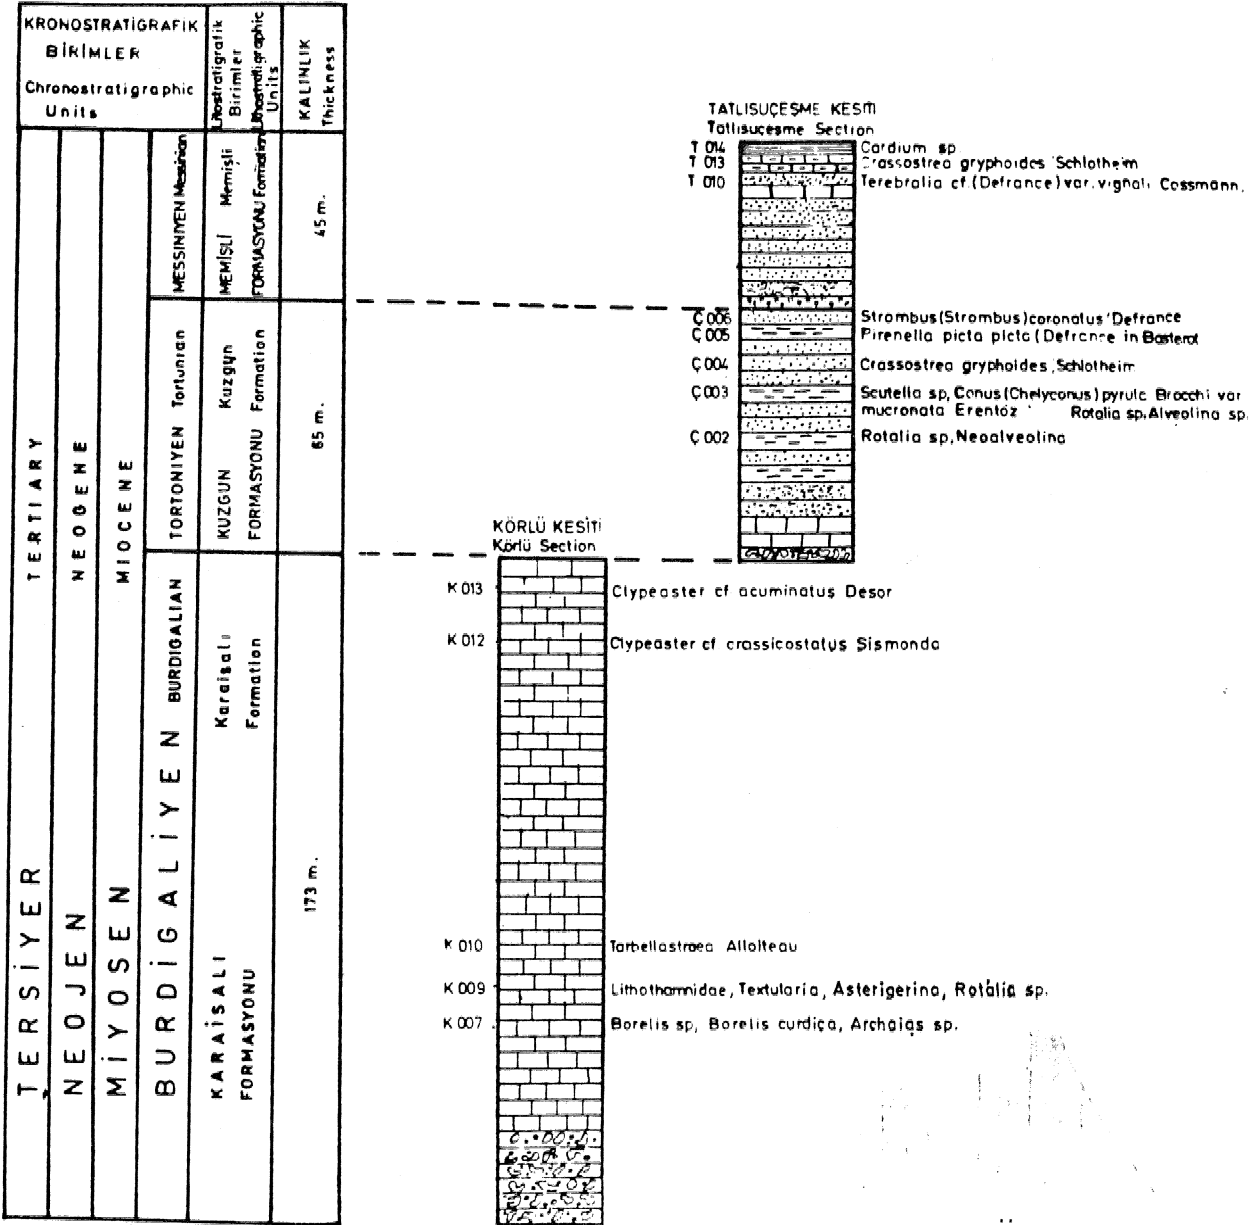 KRONOSTRATİGRAFİK
BİRİMLER
Chronostratigraphic
Units
Litostratigrafik
Birimler
Lithostratigraphic
Units
KALINLIK
Thickness
TERSİYER TERTIARY
NEOJEN NEOGENE
MİYOSEN MIOCENE
MESSİNİYEN Messinian
MEMİŞLİ Memişli
FORMASYONU Formation
45 m.
TORTONİYEN Tortunian
KUZGUN Kuzgun
FORMASYONU Formation
65 m.
BURDİGALİYEN BURDIGALIAN
KARAİSALI Karaisalı
FORMASYONU Formation
173 m.
TATLISUÇEŞME KESİTİ
Tatlısuçeşme Section
T 014 Cardium sp
T 013 Crassostrea gryphoides Schlotheim
T 010 Terebralia cf.(Defrance) var. vignali Cossmann.
Ç 006 Strombus(Strombus)coronatus Defrance
Ç 005 Pirenella picta picta (Defrance in Basterot
Ç 004 Crassostrea gryphoides Schlotheim
Ç 003 Scutella sp, Conus(Chelyconus)pyrula Brocchi var
mucronata Erentöz Rotalia sp.Alveolina sp.
Ç 002 Rotalia sp, Neoalveolina
KÖRLÜ KESİTİ
Körlü Section
K 013 Clypeaster cf acuminatus Desor
K 012 Clypeaster cf crassicostatus Sismonda
K 010 Tarbellastraea Alloiteau
K 009 Lithothamnidae, Textularia, Asterigerina, Rotalia sp.
K 007 Borelis sp, Borelis curdica, Archaias sp.